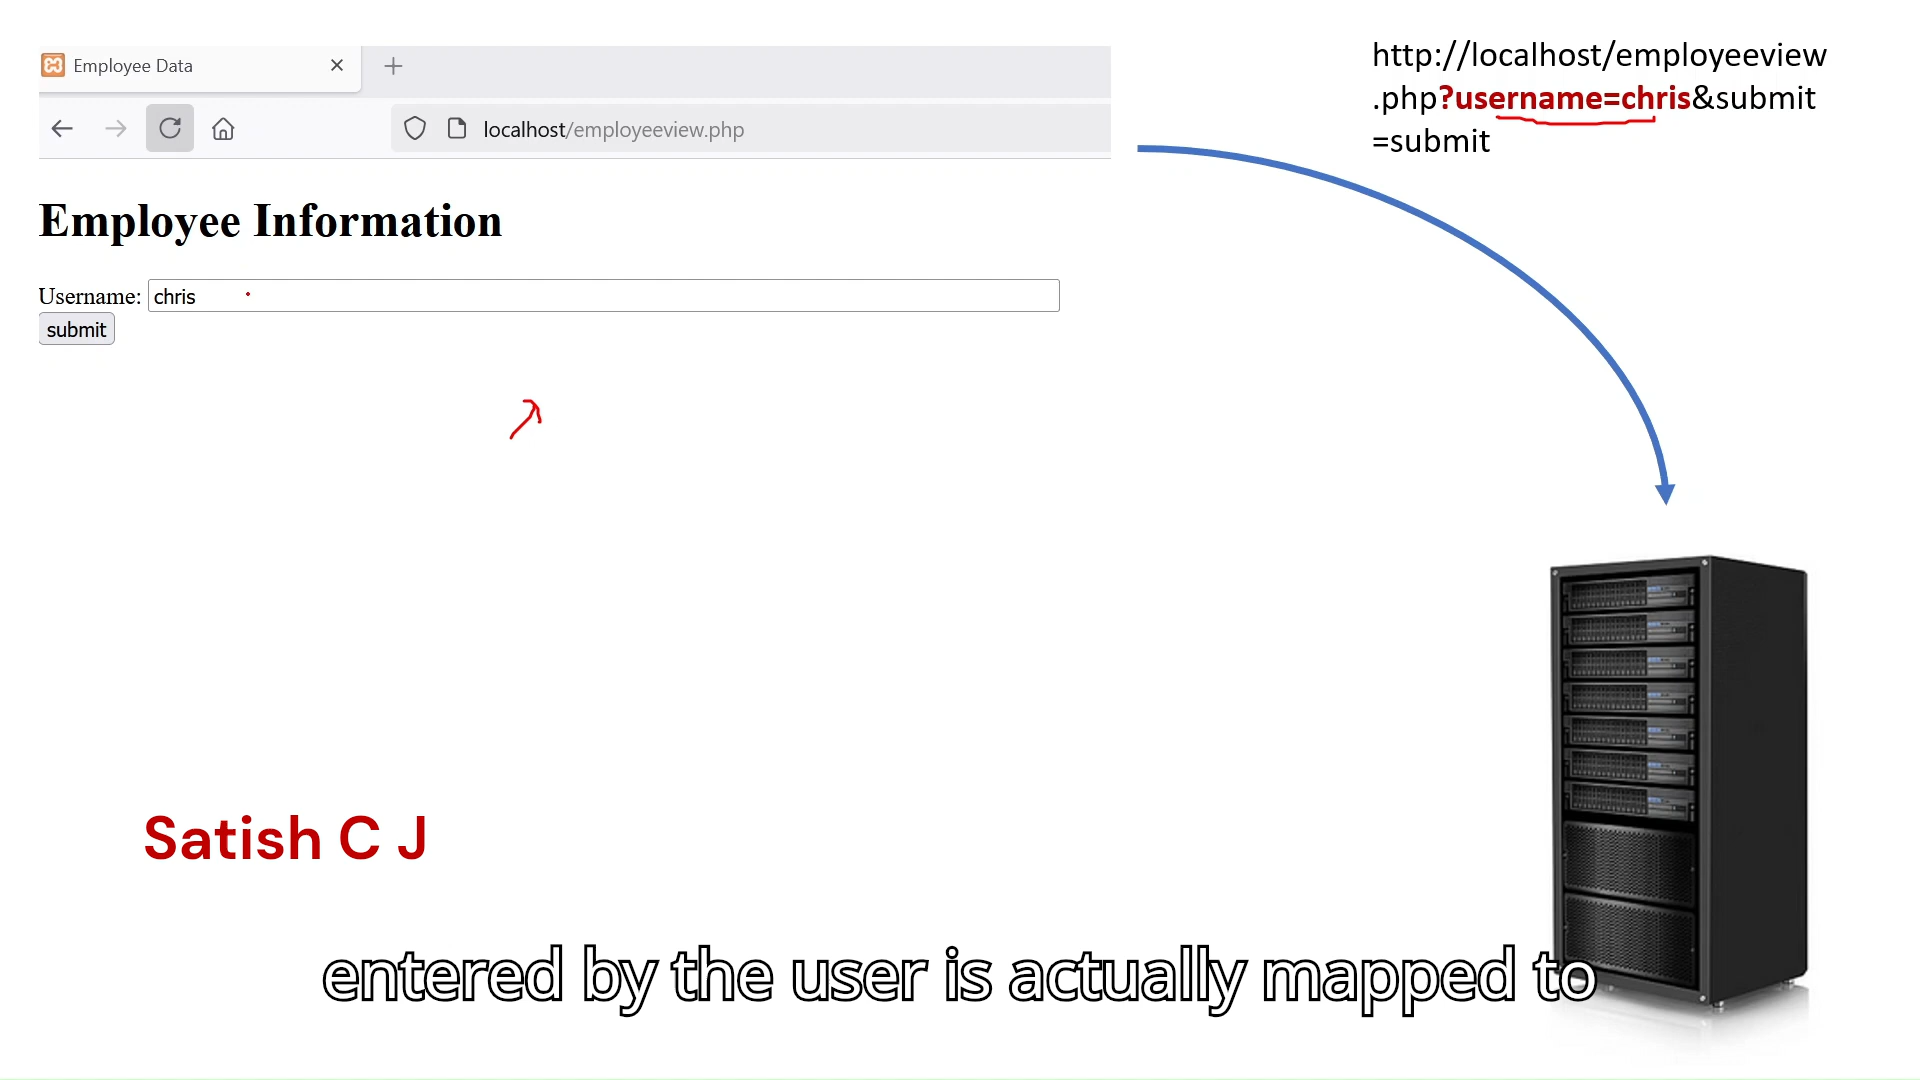 Employee Data
localhost/employeeview.php
http://localhost/employeeview
.php?username=chris&submit
=submit
Employee Information
Username: chris
submit
Satish C J
entered by the user is actually mapped to